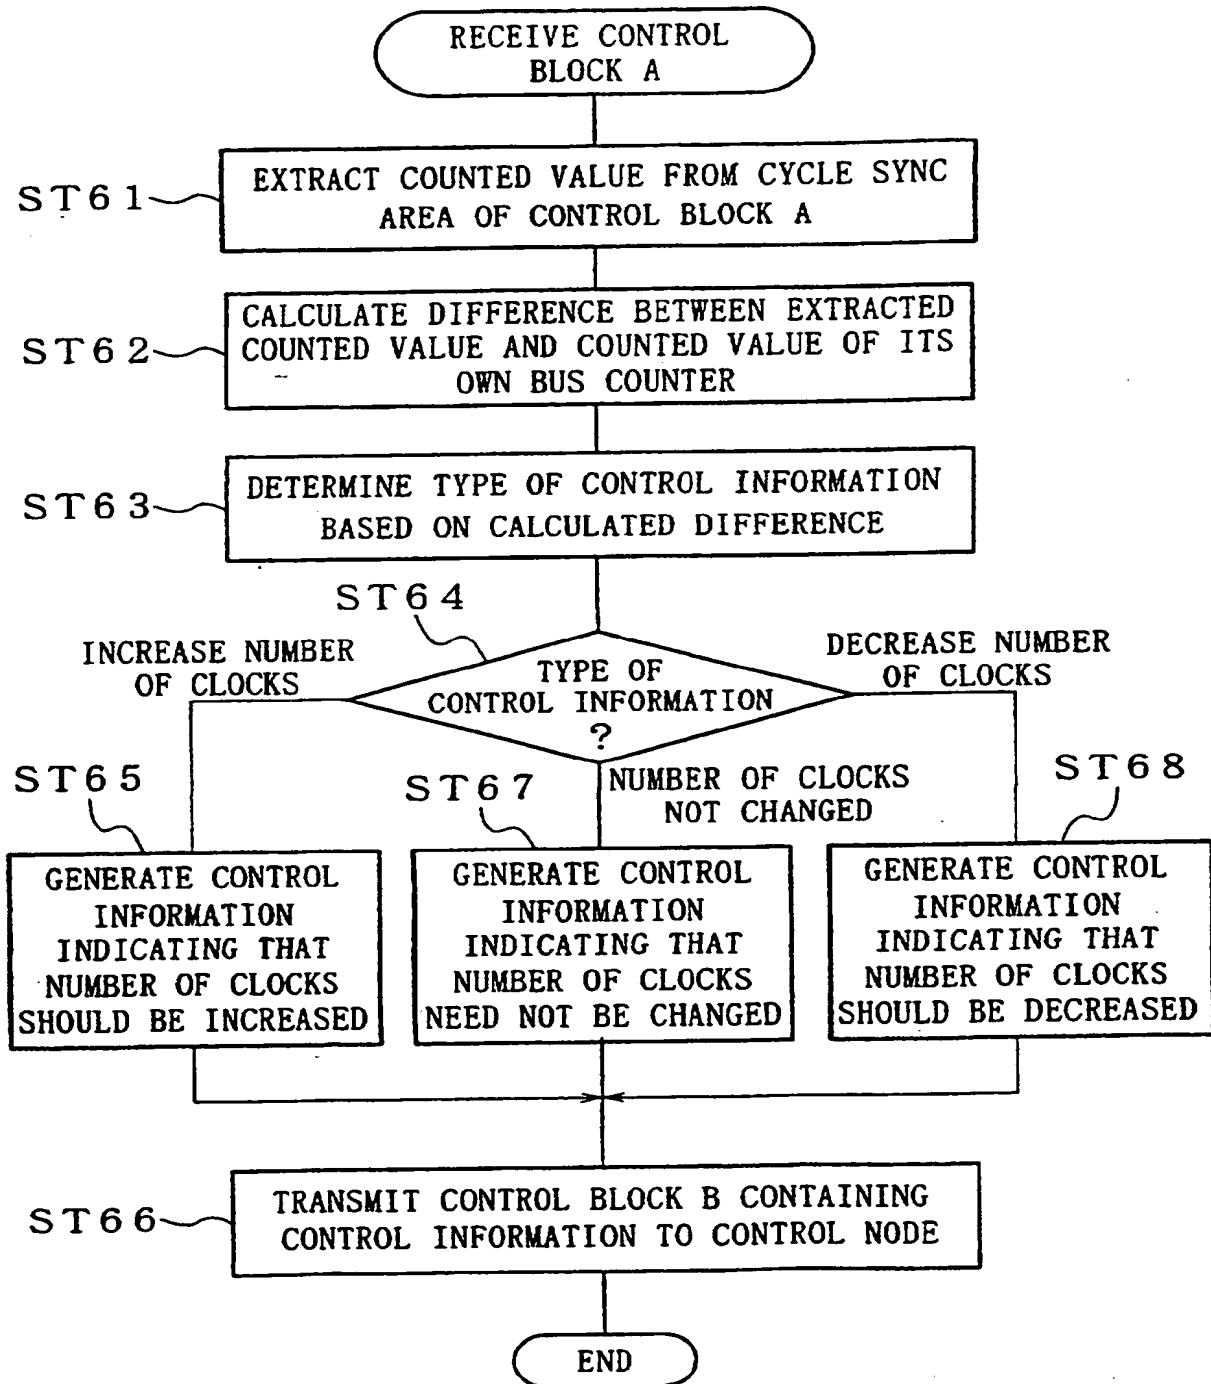 RECEIVE CONTROL
BLOCK A
ST61
EXTRACT COUNTED VALUE FROM CYCLE SYNC
AREA OF CONTROL BLOCK A
ST62
CALCULATE DIFFERENCE BETWEEN EXTRACTED
COUNTED VALUE AND COUNTED VALUE OF ITS
OWN BUS COUNTER
ST63
DETERMINE TYPE OF CONTROL INFORMATION
BASED ON CALCULATED DIFFERENCE
ST64
INCREASE NUMBER
OF CLOCKS
TYPE OF
CONTROL INFORMATION
?
DECREASE NUMBER
OF CLOCKS
NUMBER OF CLOCKS
NOT CHANGED
ST65
GENERATE CONTROL
INFORMATION
INDICATING THAT
NUMBER OF CLOCKS
SHOULD BE INCREASED
ST67
GENERATE CONTROL
INFORMATION
INDICATING THAT
NUMBER OF CLOCKS
NEED NOT BE CHANGED
ST68
GENERATE CONTROL
INFORMATION
INDICATING THAT
NUMBER OF CLOCKS
SHOULD BE DECREASED
ST66
TRANSMIT CONTROL BLOCK B CONTAINING
CONTROL INFORMATION TO CONTROL NODE
END